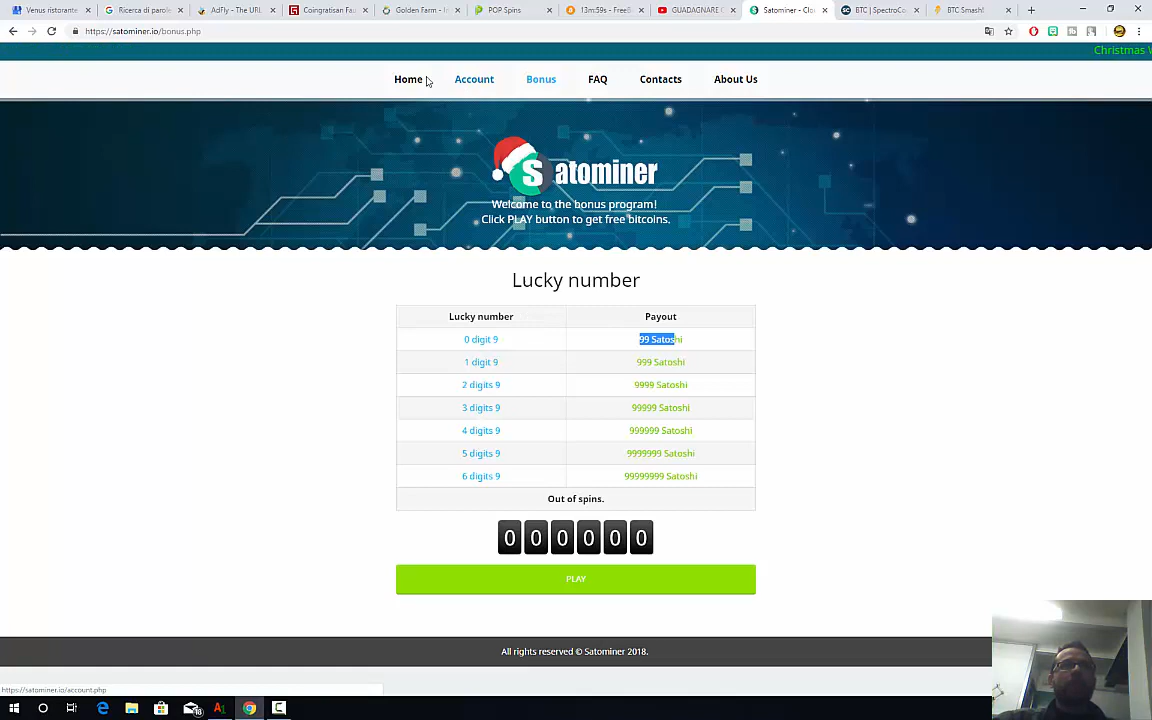 Venus ristorante
Ricerca di parole
AdFly - The URL
Coingratisan Fau
Golden Farm - I
POP Spins
13m:59s - FreeB
GUADAGNARE
Satominer - Clo
BTC | SpectroCo
BTC Smash!
https://satominer.io/bonus.php
Christmas
Home
Account
Bonus
FAQ
Contacts
About Us
Satominer
Welcome to the bonus program!
Click PLAY button to get free bitcoins.
Lucky number
Lucky number Payout
0 digit 9 99 Satoshi
1 digit 9 999 Satoshi
2 digits 9 9999 Satoshi
3 digits 9 99999 Satoshi
4 digits 9 999999 Satoshi
5 digits 9 9999999 Satoshi
6 digits 9 99999999 Satoshi
Out of spins.
0 0 0 0 0 0
PLAY
All rights reserved © Satominer 2018.
https://satominer.io/account.php